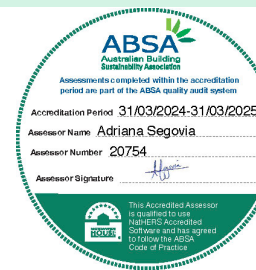 ABSA
Australian Building
Sustainability Association
Assessments completed within the accreditation
period are part of the ABSA quality audit system
Accreditation Period 31/03/2024-31/03/2025
Assessor Name Adriana Segovia
Assessor Number 20754
Assessor Signature
This Accredited Assessor
is qualified to use
NatHERS Accredited
Software and has agreed
to follow the ABSA
Code of Practice
HOUSE